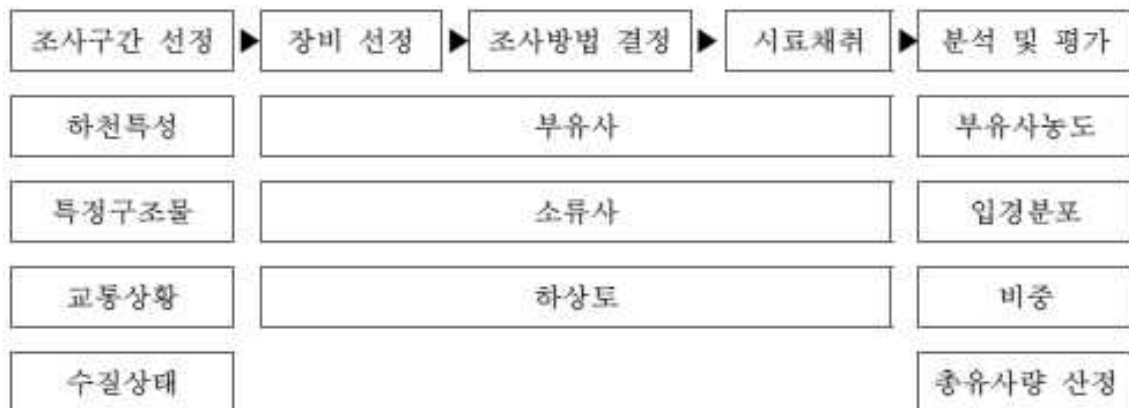 조사구간 선정 ▶ 장비 선정 ▶ 조사방법 결정 ▶ 시료채취 ▶ 분석 및 평가
하천특성 부유사 부유사농도
특정구조물 소류사 입경분포
교통상황 하상토 비중
수질상태 총유사량 산정